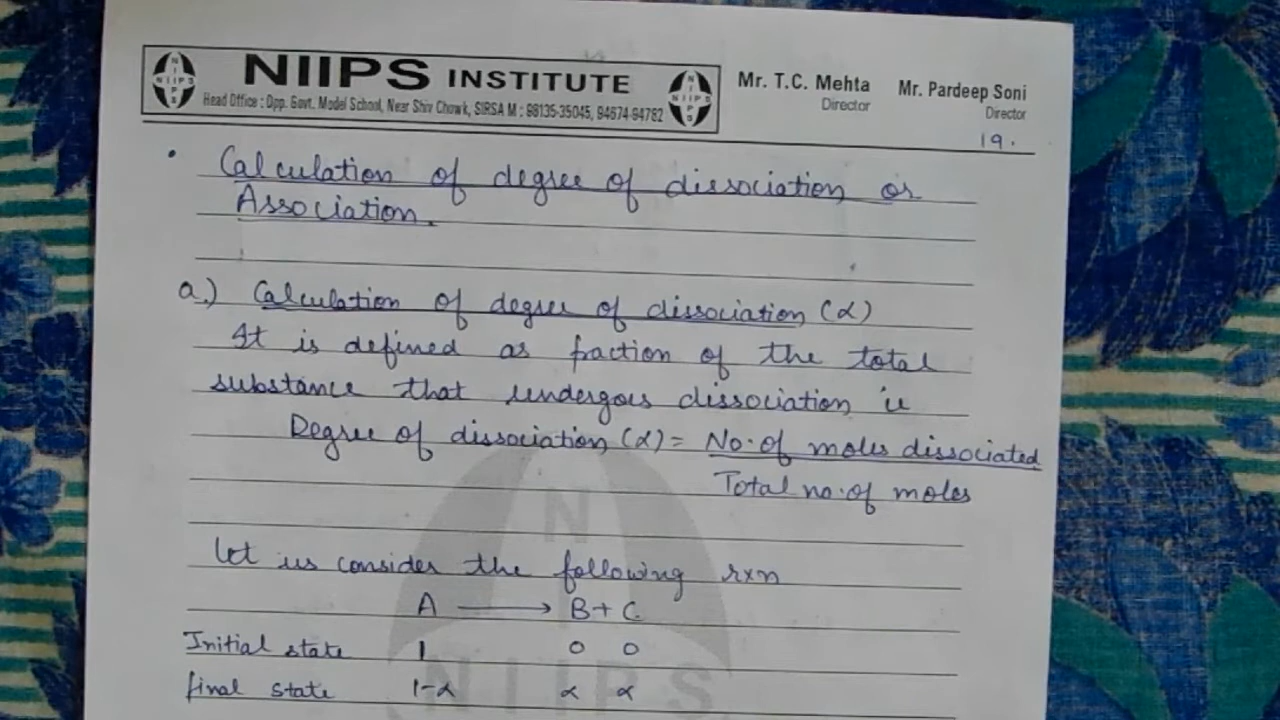 NIIPS INSTITUTE
Head Office : Opp. Govt. Model School, Near Shiv Chowk, SIRSA M : 98135-35045, 94674-94782
Mr. T.C. Mehta
Director
Mr. Pardeep Soni
Director
19.
• Calculation of degree of dissociation or
Association.
a.) Calculation of degree of dissociation (α)
It is defined as fraction of the total
substance that undergoes dissociation ie
Degree of dissociation (α) = No. of moles dissociated
Total no. of moles
Let us consider the following rxn
A ⟶ B + C
Initial state 1 0 0
final state 1-α α α
NIIPS